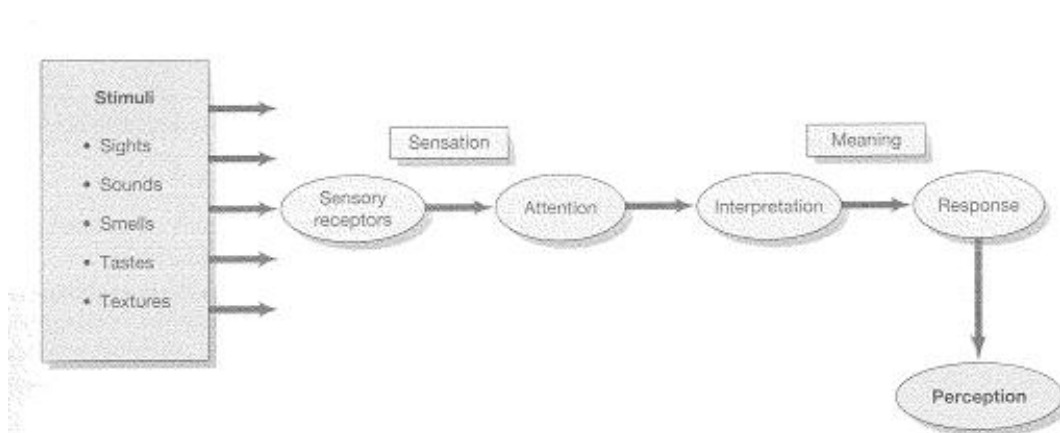 Stimuli
• Sights
• Sounds
• Smells
• Tastes
• Textures
Sensation
Meaning
Sensory
receptors
Attention
Interpretation
Response
Perception